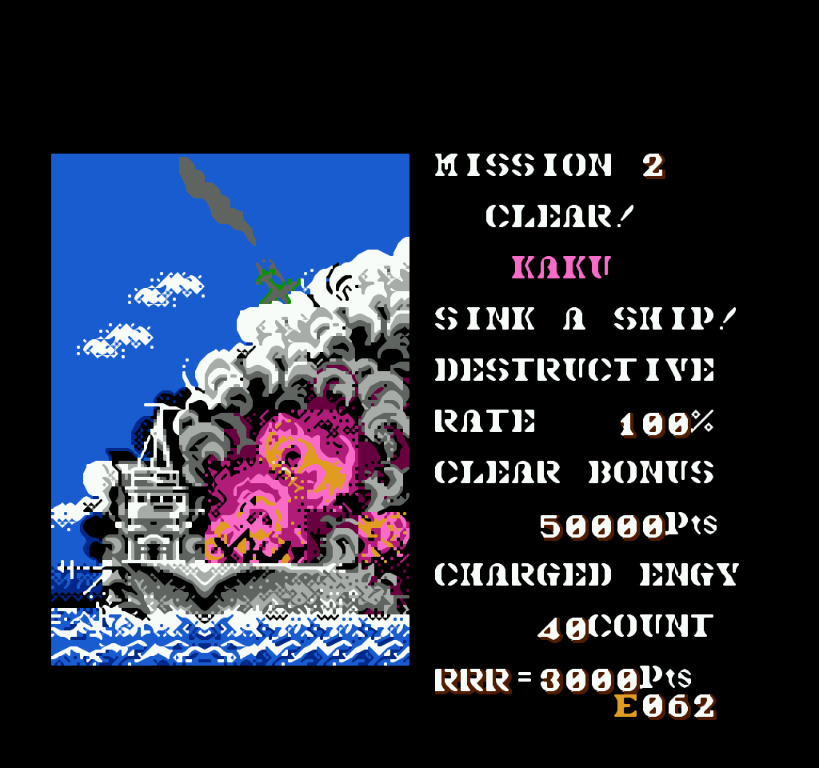 MISSION 2
CLEAR!
KAKU
SINK A SHIP!
DESTRUCTIVE
RATE 100%
CLEAR BONUS
50000Pts
CHARGED ENGY
40COUNT
RRR=3000Pts
E062